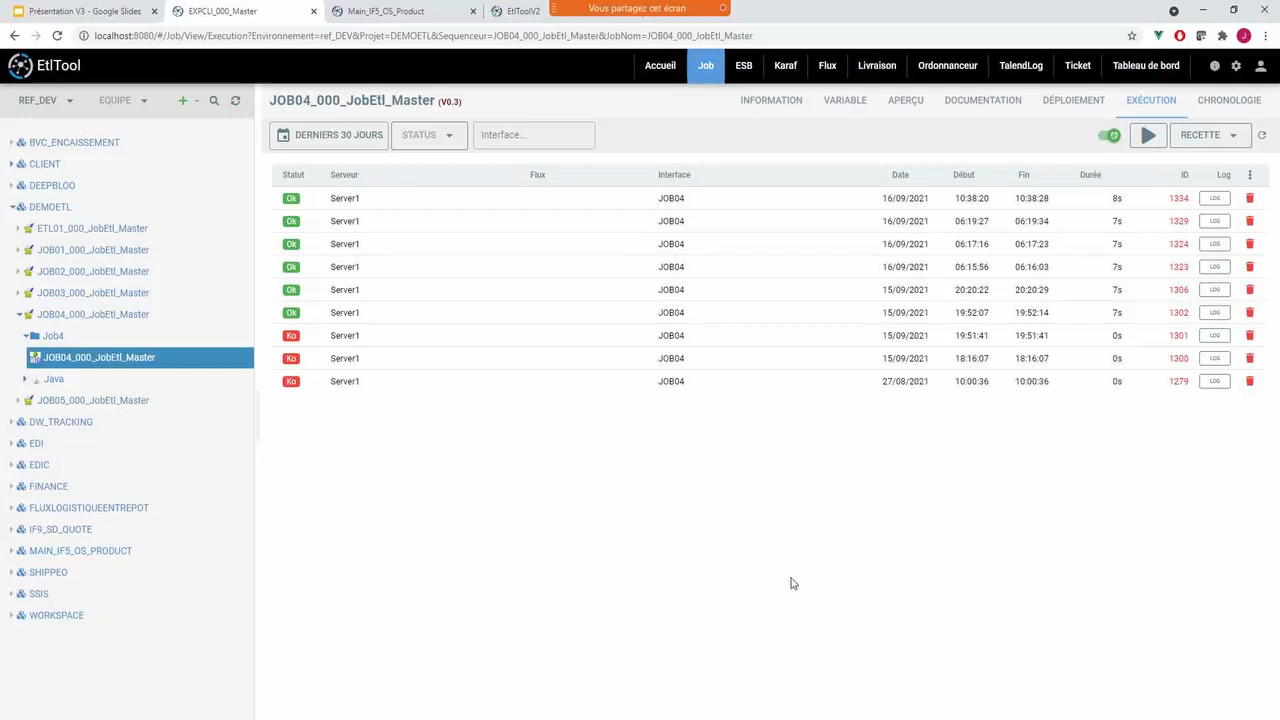 Présentation V3 - Google Slides
EXPCLI_000_Master
Main_IF5_OS_Product
EtlToolV2
Vous partagez cet écran
localhost:8080/#/Job/View/Execution?Environnement=ref_DEV&Projet=DEMOETL&Sequenceur=JOB04_000_JobEtl_Master&JobNom=JOB04_000_JobEtl_Master
J
EtlTool
Accueil
Job
ESB
Karaf
Flux
Livraison
Ordonnanceur
TalendLog
Ticket
Tableau de bord
REF_DEV
EQUIPE
JOB04_000_JobEtl_Master (V0.3)
INFORMATION
VARIABLE
APERÇU
DOCUMENTATION
DÉPLOIEMENT
EXÉCUTION
CHRONOLOGIE
DERNIERS 30 JOURS
STATUS
Interface...
RECETTE
BVC_ENCAISSEMENT
CLIENT
DEEPBLOO
DEMOETL
ETL01_000_JobEtl_Master
JOB01_000_JobEtl_Master
JOB02_000_JobEtl_Master
JOB03_000_JobEtl_Master
JOB04_000_JobEtl_Master
Job4
JOB04_000_JobEtl_Master
Java
JOB05_000_JobEtl_Master
DW_TRACKING
EDI
EDIC
FINANCE
FLUXLOGISTIQUEENTREPOT
IF9_SD_QUOTE
MAIN_IF5_OS_PRODUCT
SHIPPEO
SSIS
WORKSPACE
Statut Serveur Flux Interface Date Début Fin Durée ID Log
Ok Server1 JOB04 16/09/2021 10:38:20 10:38:28 8s 1334 LOG
Ok Server1 JOB04 16/09/2021 06:19:27 06:19:34 7s 1329 LOG
Ok Server1 JOB04 16/09/2021 06:17:16 06:17:23 7s 1324 LOG
Ok Server1 JOB04 16/09/2021 06:15:56 06:16:03 7s 1323 LOG
Ok Server1 JOB04 15/09/2021 20:20:22 20:20:29 7s 1306 LOG
Ok Server1 JOB04 15/09/2021 19:52:07 19:52:14 7s 1302 LOG
Ko Server1 JOB04 15/09/2021 19:51:41 19:51:41 0s 1301 LOG
Ko Server1 JOB04 15/09/2021 18:16:07 18:16:07 0s 1300 LOG
Ko Server1 JOB04 27/08/2021 10:00:36 10:00:36 0s 1279 LOG